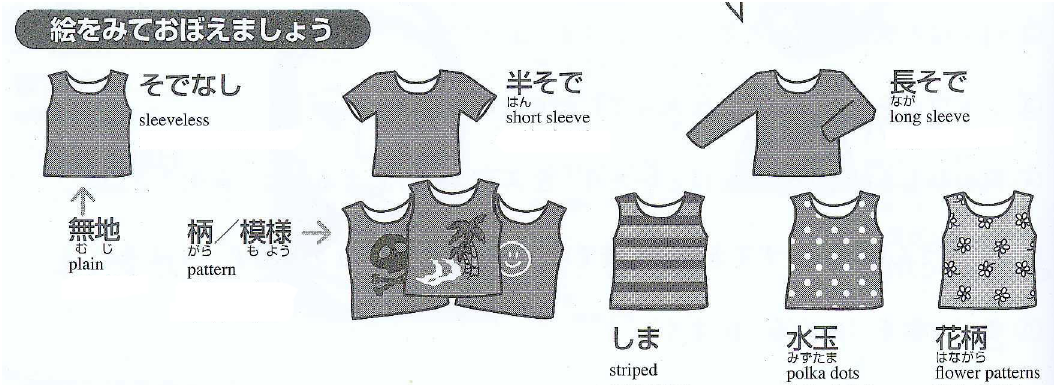 絵をみておぼえましょう
そでなし
sleeveless
半そで
はん
short sleeve
長そで
なが
long sleeve
無地
むじ
plain
柄／模様
がら もよう
pattern
しま
striped
水玉
みずたま
polka dots
花柄
はながら
flower patterns